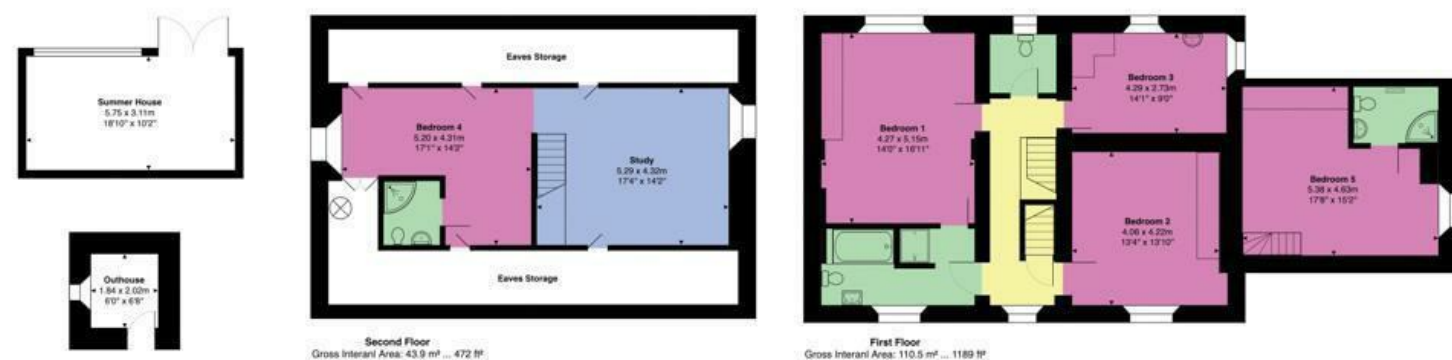 Summer House
5.75 x 3.11m
18'10" x 10'2"
Outhouse
1.84 x 2.02m
6'0" x 6'8"
Eaves Storage
Bedroom 4
5.20 x 4.31m
17'1" x 14'2"
Study
5.29 x 4.32m
17'4" x 14'2"
Eaves Storage
Second Floor
Gross Interanl Area: 43.9 m² ... 472 ft²
Bedroom 1
4.27 x 5.15m
14'0" x 16'11"
Bedroom 3
4.29 x 2.73m
14'1" x 9'0"
Bedroom 2
4.06 x 4.22m
13'4" x 13'10"
Bedroom 5
5.38 x 4.63m
17'8" x 15'2"
First Floor
Gross Interanl Area: 110.5 m² ... 1189 ft²